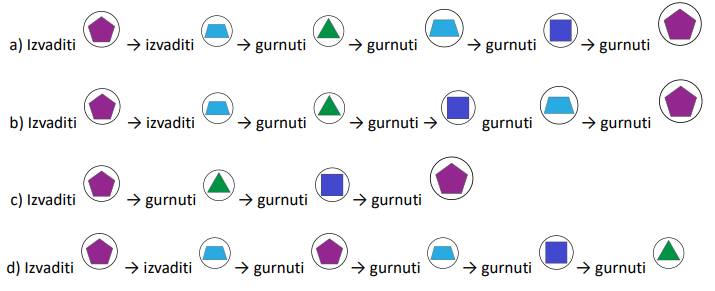 a) Izvaditi → izvaditi → gurnuti → gurnuti → gurnuti → gurnuti
b) Izvaditi → izvaditi → gurnuti → gurnuti → gurnuti → gurnuti
c) Izvaditi → gurnuti → gurnuti → gurnuti
d) Izvaditi → izvaditi → gurnuti → gurnuti → gurnuti → gurnuti